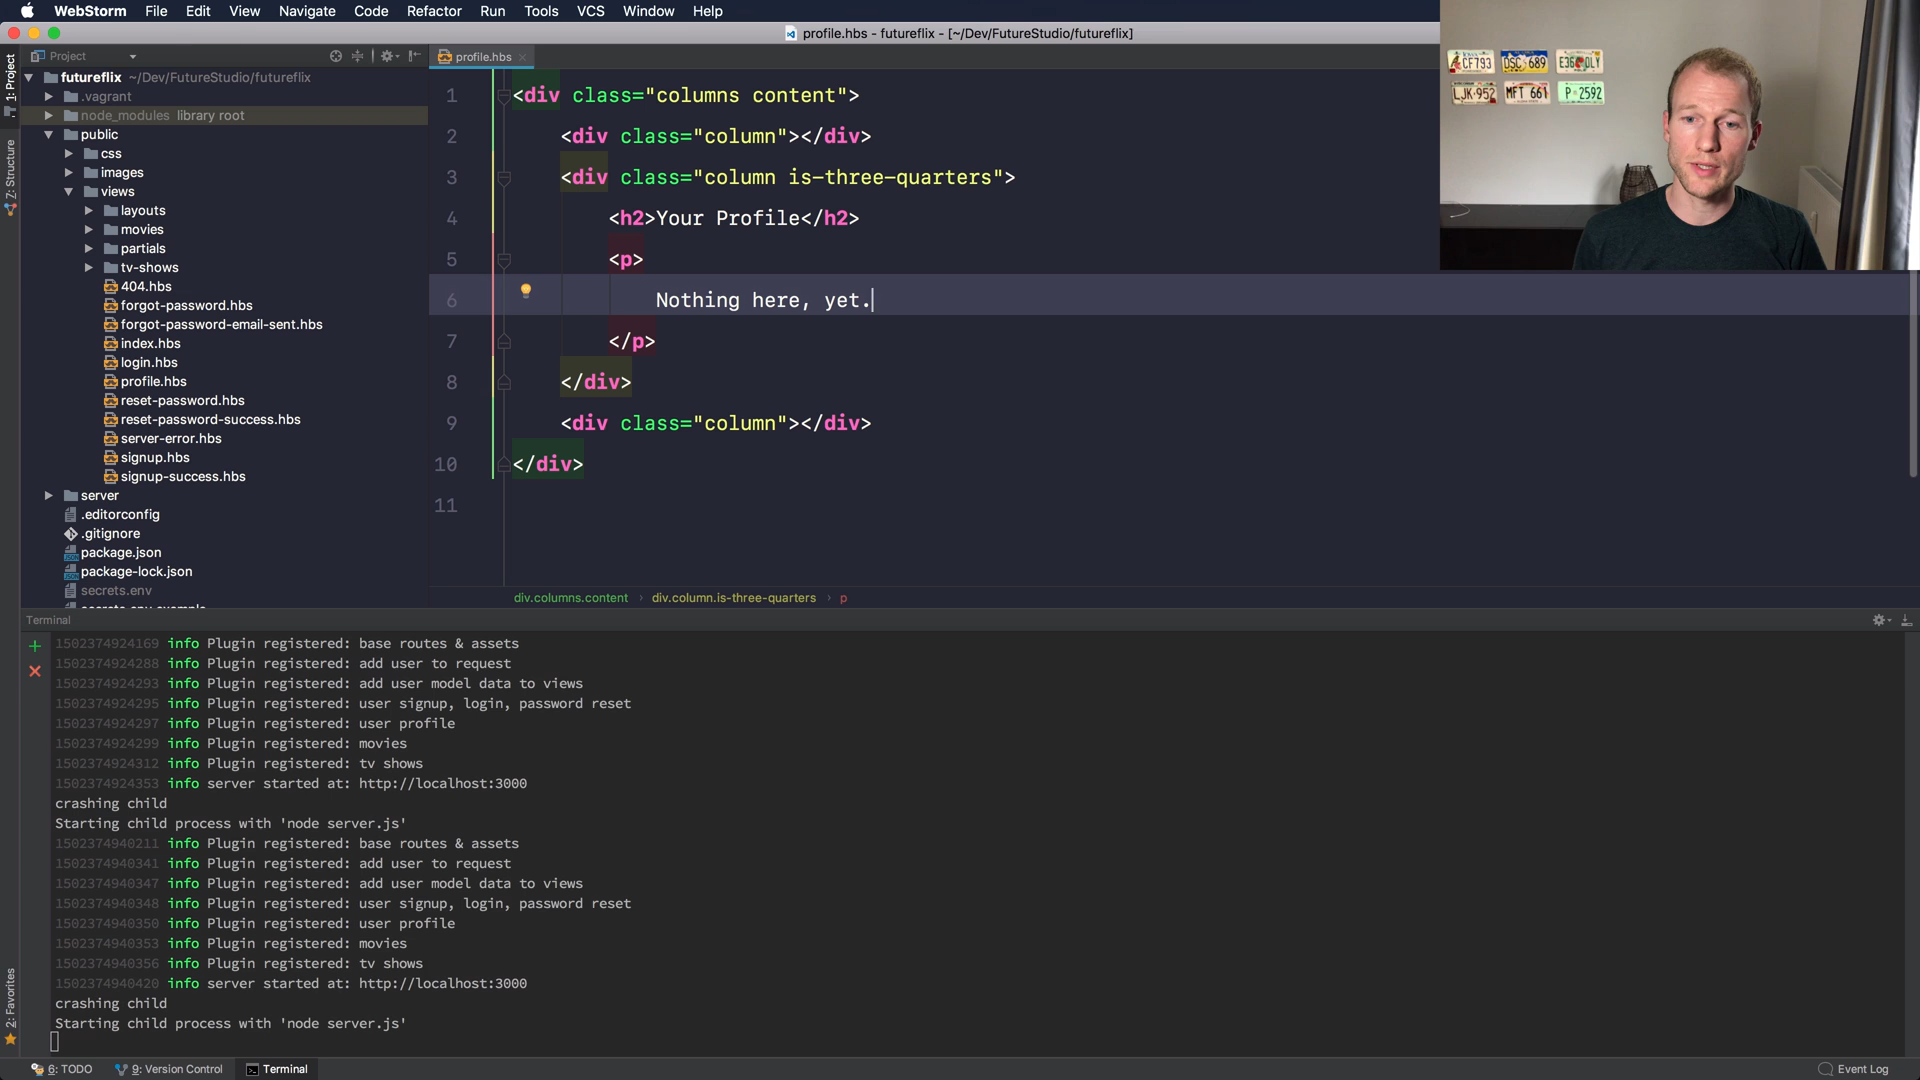 WebStorm File Edit View Navigate Code Refactor Run Tools VCS Window Help
profile.hbs - futureflix - [~/Dev/FutureStudio/futureflix]
Project
profile.hbs
1: Project
Z: Structure
2: Favorites
futureflix ~/Dev/FutureStudio/futureflix
.vagrant
node_modules library root
public
css
images
views
layouts
movies
partials
tv-shows
404.hbs
forgot-password.hbs
forgot-password-email-sent.hbs
index.hbs
login.hbs
profile.hbs
reset-password.hbs
reset-password-success.hbs
server-error.hbs
signup.hbs
signup-success.hbs
server
.editorconfig
.gitignore
package.json
package-lock.json
secrets.env
1 <div class="columns content">
2 <div class="column"></div>
3 <div class="column is-three-quarters">
4 <h2>Your Profile</h2>
5 <p>
6 Nothing here, yet.
7 </p>
8 </div>
9 <div class="column"></div>
10 </div>
11
div.columns.content › div.column.is-three-quarters › p
CF793 DSC 689
LJK 952 MFT 661 P 2592
Terminal
1502374924169 info Plugin registered: base routes & assets
1502374924288 info Plugin registered: add user to request
1502374924293 info Plugin registered: add user model data to views
1502374924295 info Plugin registered: user signup, login, password reset
1502374924297 info Plugin registered: user profile
1502374924299 info Plugin registered: movies
1502374924312 info Plugin registered: tv shows
1502374924353 info server started at: http://localhost:3000
crashing child
Starting child process with 'node server.js'
1502374940211 info Plugin registered: base routes & assets
1502374940341 info Plugin registered: add user to request
1502374940347 info Plugin registered: add user model data to views
1502374940348 info Plugin registered: user signup, login, password reset
1502374940350 info Plugin registered: user profile
1502374940353 info Plugin registered: movies
1502374940356 info Plugin registered: tv shows
1502374940420 info server started at: http://localhost:3000
crashing child
Starting child process with 'node server.js'
6: TODO 9: Version Control Terminal Event Log